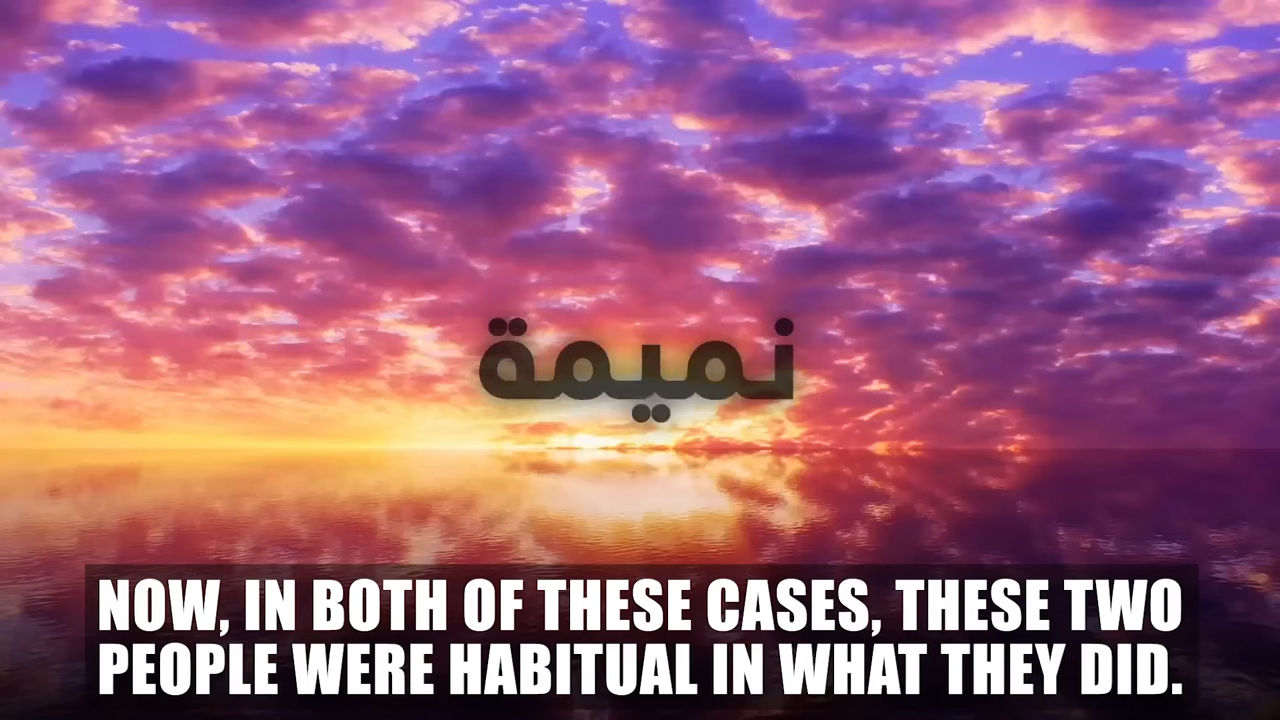 نميمة
NOW, IN BOTH OF THESE CASES, THESE TWO
PEOPLE WERE HABITUAL IN WHAT THEY DID.